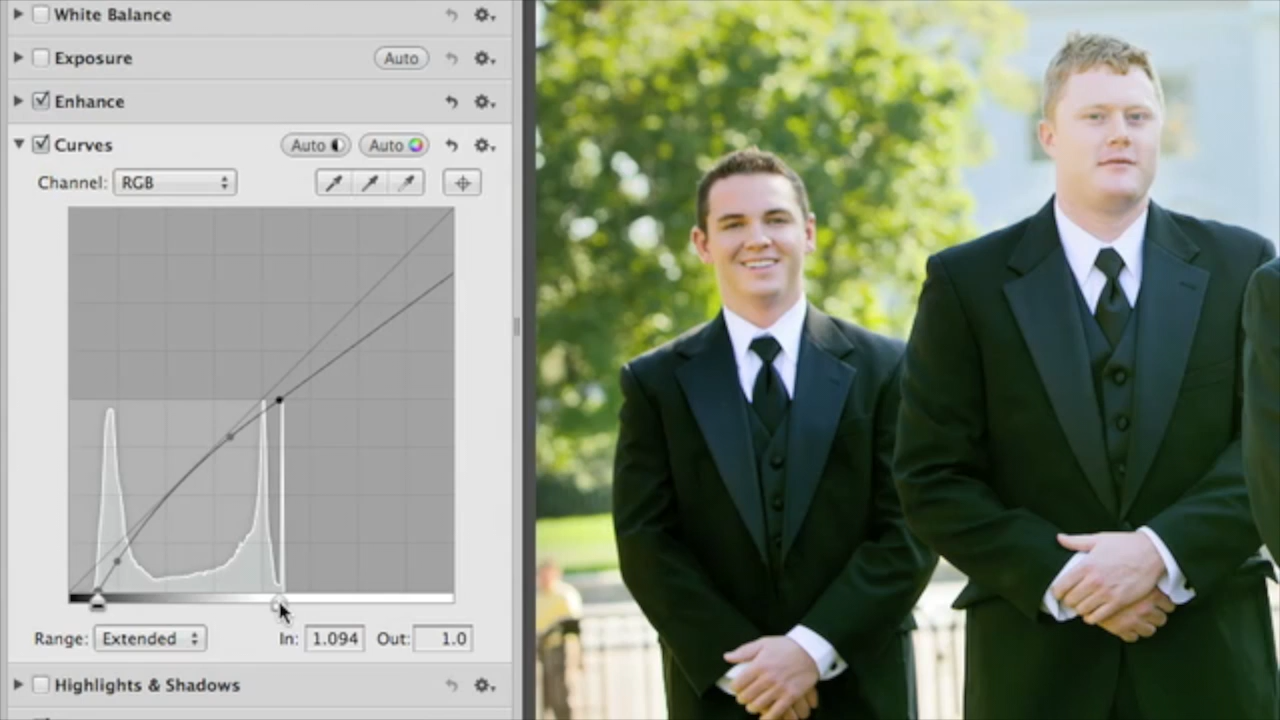 White Balance
Exposure Auto
Enhance
Curves Auto Auto
Channel: RGB
Range: Extended In: 1.094 Out: 1.0
Highlights & Shadows